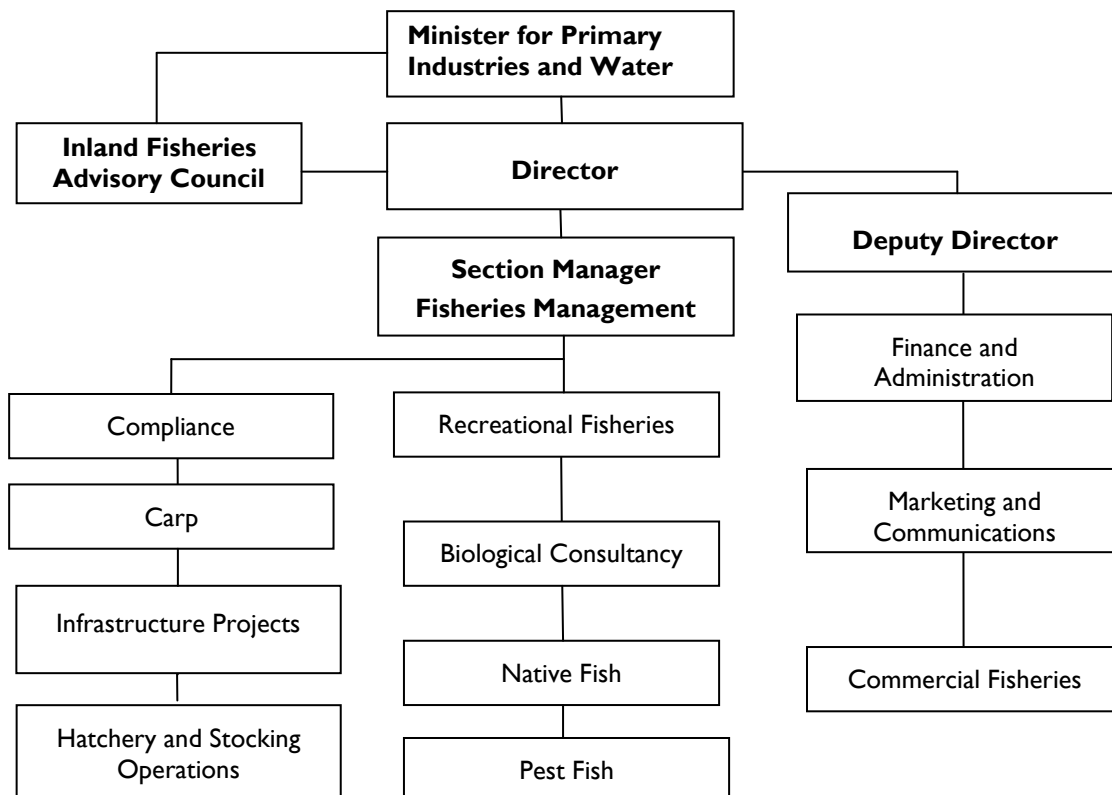 Minister for Primary
Industries and Water
Inland Fisheries
Advisory Council
Director
Deputy Director
Section Manager
Fisheries Management
Finance and
Administration
Compliance
Recreational Fisheries
Carp
Marketing and
Communications
Biological Consultancy
Infrastructure Projects
Native Fish
Commercial Fisheries
Hatchery and Stocking
Operations
Pest Fish